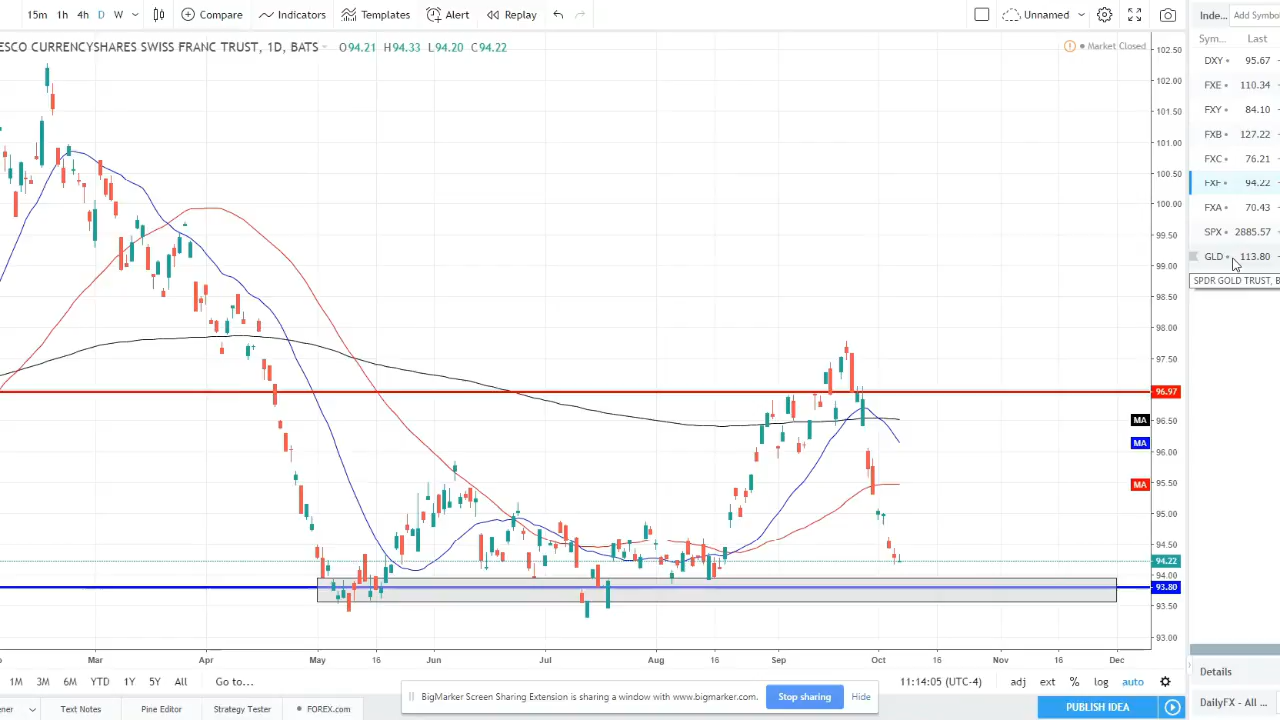 15m 1h 4h D W Compare Indicators Templates Alert Replay Unnamed Inde... Add Symbo
ESCO CURRENCYSHARES SWISS FRANC TRUST, 1D, BATS O94.21 H94.33 L94.20 C94.22
Market Closed
Sym... Last
DXY 95.67
FXE 110.34
FXY 84.10
FXB 127.22
FXC 76.21
FXF 94.22
FXA 70.43
SPX 2885.57
GLD 113.80
SPDR GOLD TRUST, B
102.50
102.00
101.50
101.00
100.50
100.00
99.50
99.00
98.50
98.00
97.50
96.97
MA 96.50
MA 96.00
MA 95.50
95.00
94.50
94.22
94.00
93.80
93.50
93.00
Mar Apr May 16 Jun Jul Aug 16 Sep Oct 16 Nov 16 Dec
1M 3M 6M YTD 1Y 5Y All Go to... 11:14:05 (UTC-4) adj ext % log auto
Details
BigMarker Screen Sharing Extension is sharing a window with www.bigmarker.com. Stop sharing Hide
ener Text Notes Pine Editor Strategy Tester FOREX.com PUBLISH IDEA DailyFX - All ...